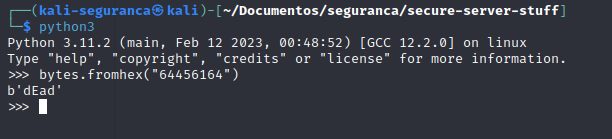 (kali-seguranca㉿kali)-[~/Documentos/seguranca/secure-server-stuff]
$ python3
Python 3.11.2 (main, Feb 12 2023, 00:48:52) [GCC 12.2.0] on linux
Type "help", "copyright", "credits" or "license" for more information.
>>> bytes.fromhex("64456164")
b'dEad'
>>>